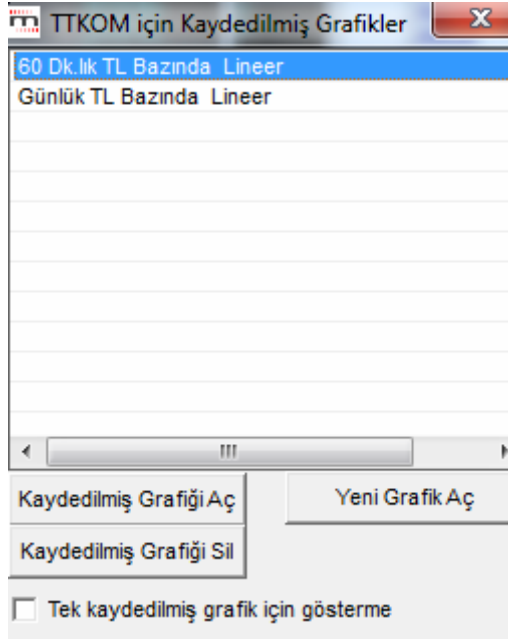 TTKOM için Kaydedilmiş Grafikler
60 Dk.lık TL Bazında  Lineer
Günlük TL Bazında  Lineer
Kaydedilmiş Grafiği Aç
Yeni Grafik Aç
Kaydedilmiş Grafiği Sil
Tek kaydedilmiş grafik için gösterme